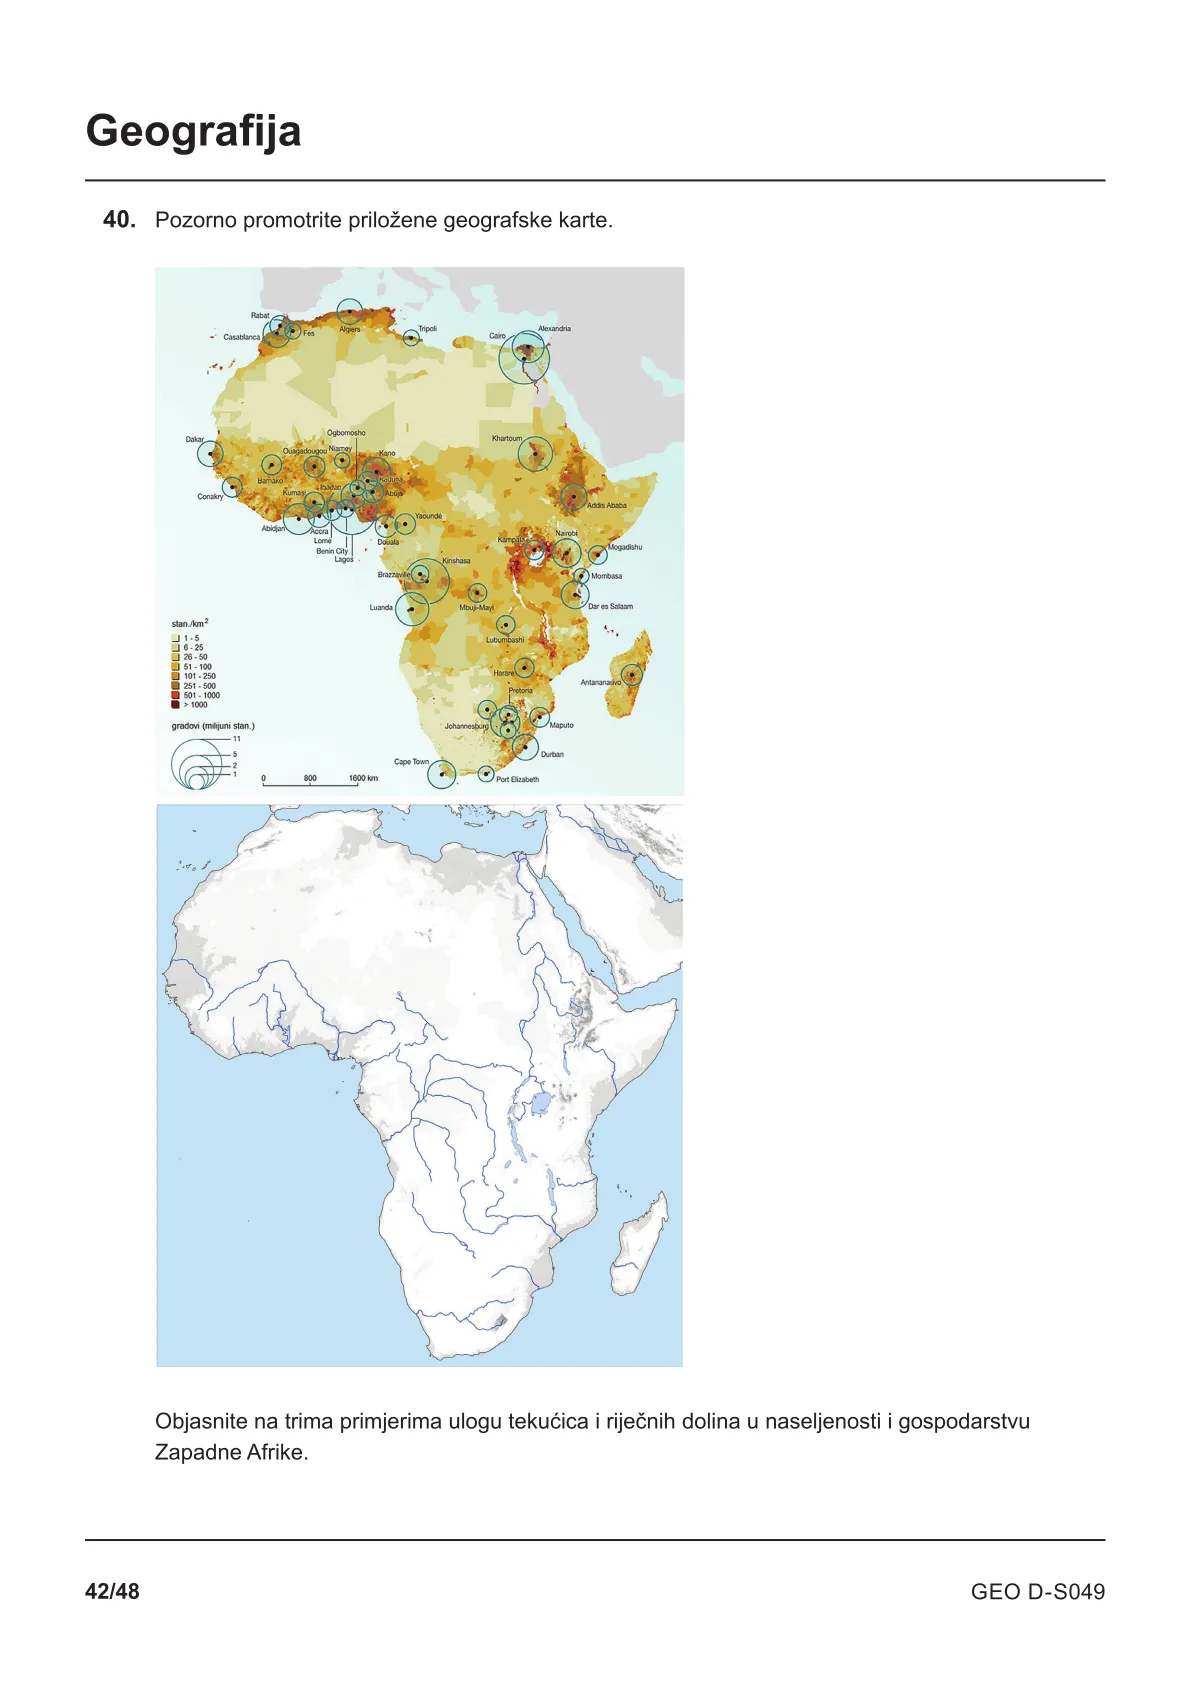 Geografija
40. Pozorno promotrite priložene geografske karte.
Rabat
Casablanca
Fes
Algiers
Tripoli
Cairo
Alexandria
Dakar
Ogbomosho
Ouagadougou
Niamey
Kano
Khartoum
Bamako
Kumasi
Ibadan
Kaduna
Abuja
Conakry
Addis Ababa
Abidjan
Accra
Lome
Benin City
Lagos
Yaounde
Douala
Kampala
Nairobi
Mogadishu
Kinshasa
Brazzaville
Mombasa
Luanda
Mbuji-Mayi
Dar es Salaam
Lubumbashi
Harare
Antananarivo
Pretoria
Johannesburg
Maputo
Durban
Cape Town
Port Elizabeth
stan./km²
1 - 5
6 - 25
26 - 50
51 - 100
101 - 250
251 - 500
501 - 1000
> 1000
gradovi (milijuni stan.)
11
5
2
1
0 800 1600 km
Objasnite na trima primjerima ulogu tekućica i riječnih dolina u naseljenosti i gospodarstvu
Zapadne Afrike.
42/48
GEO D-S049